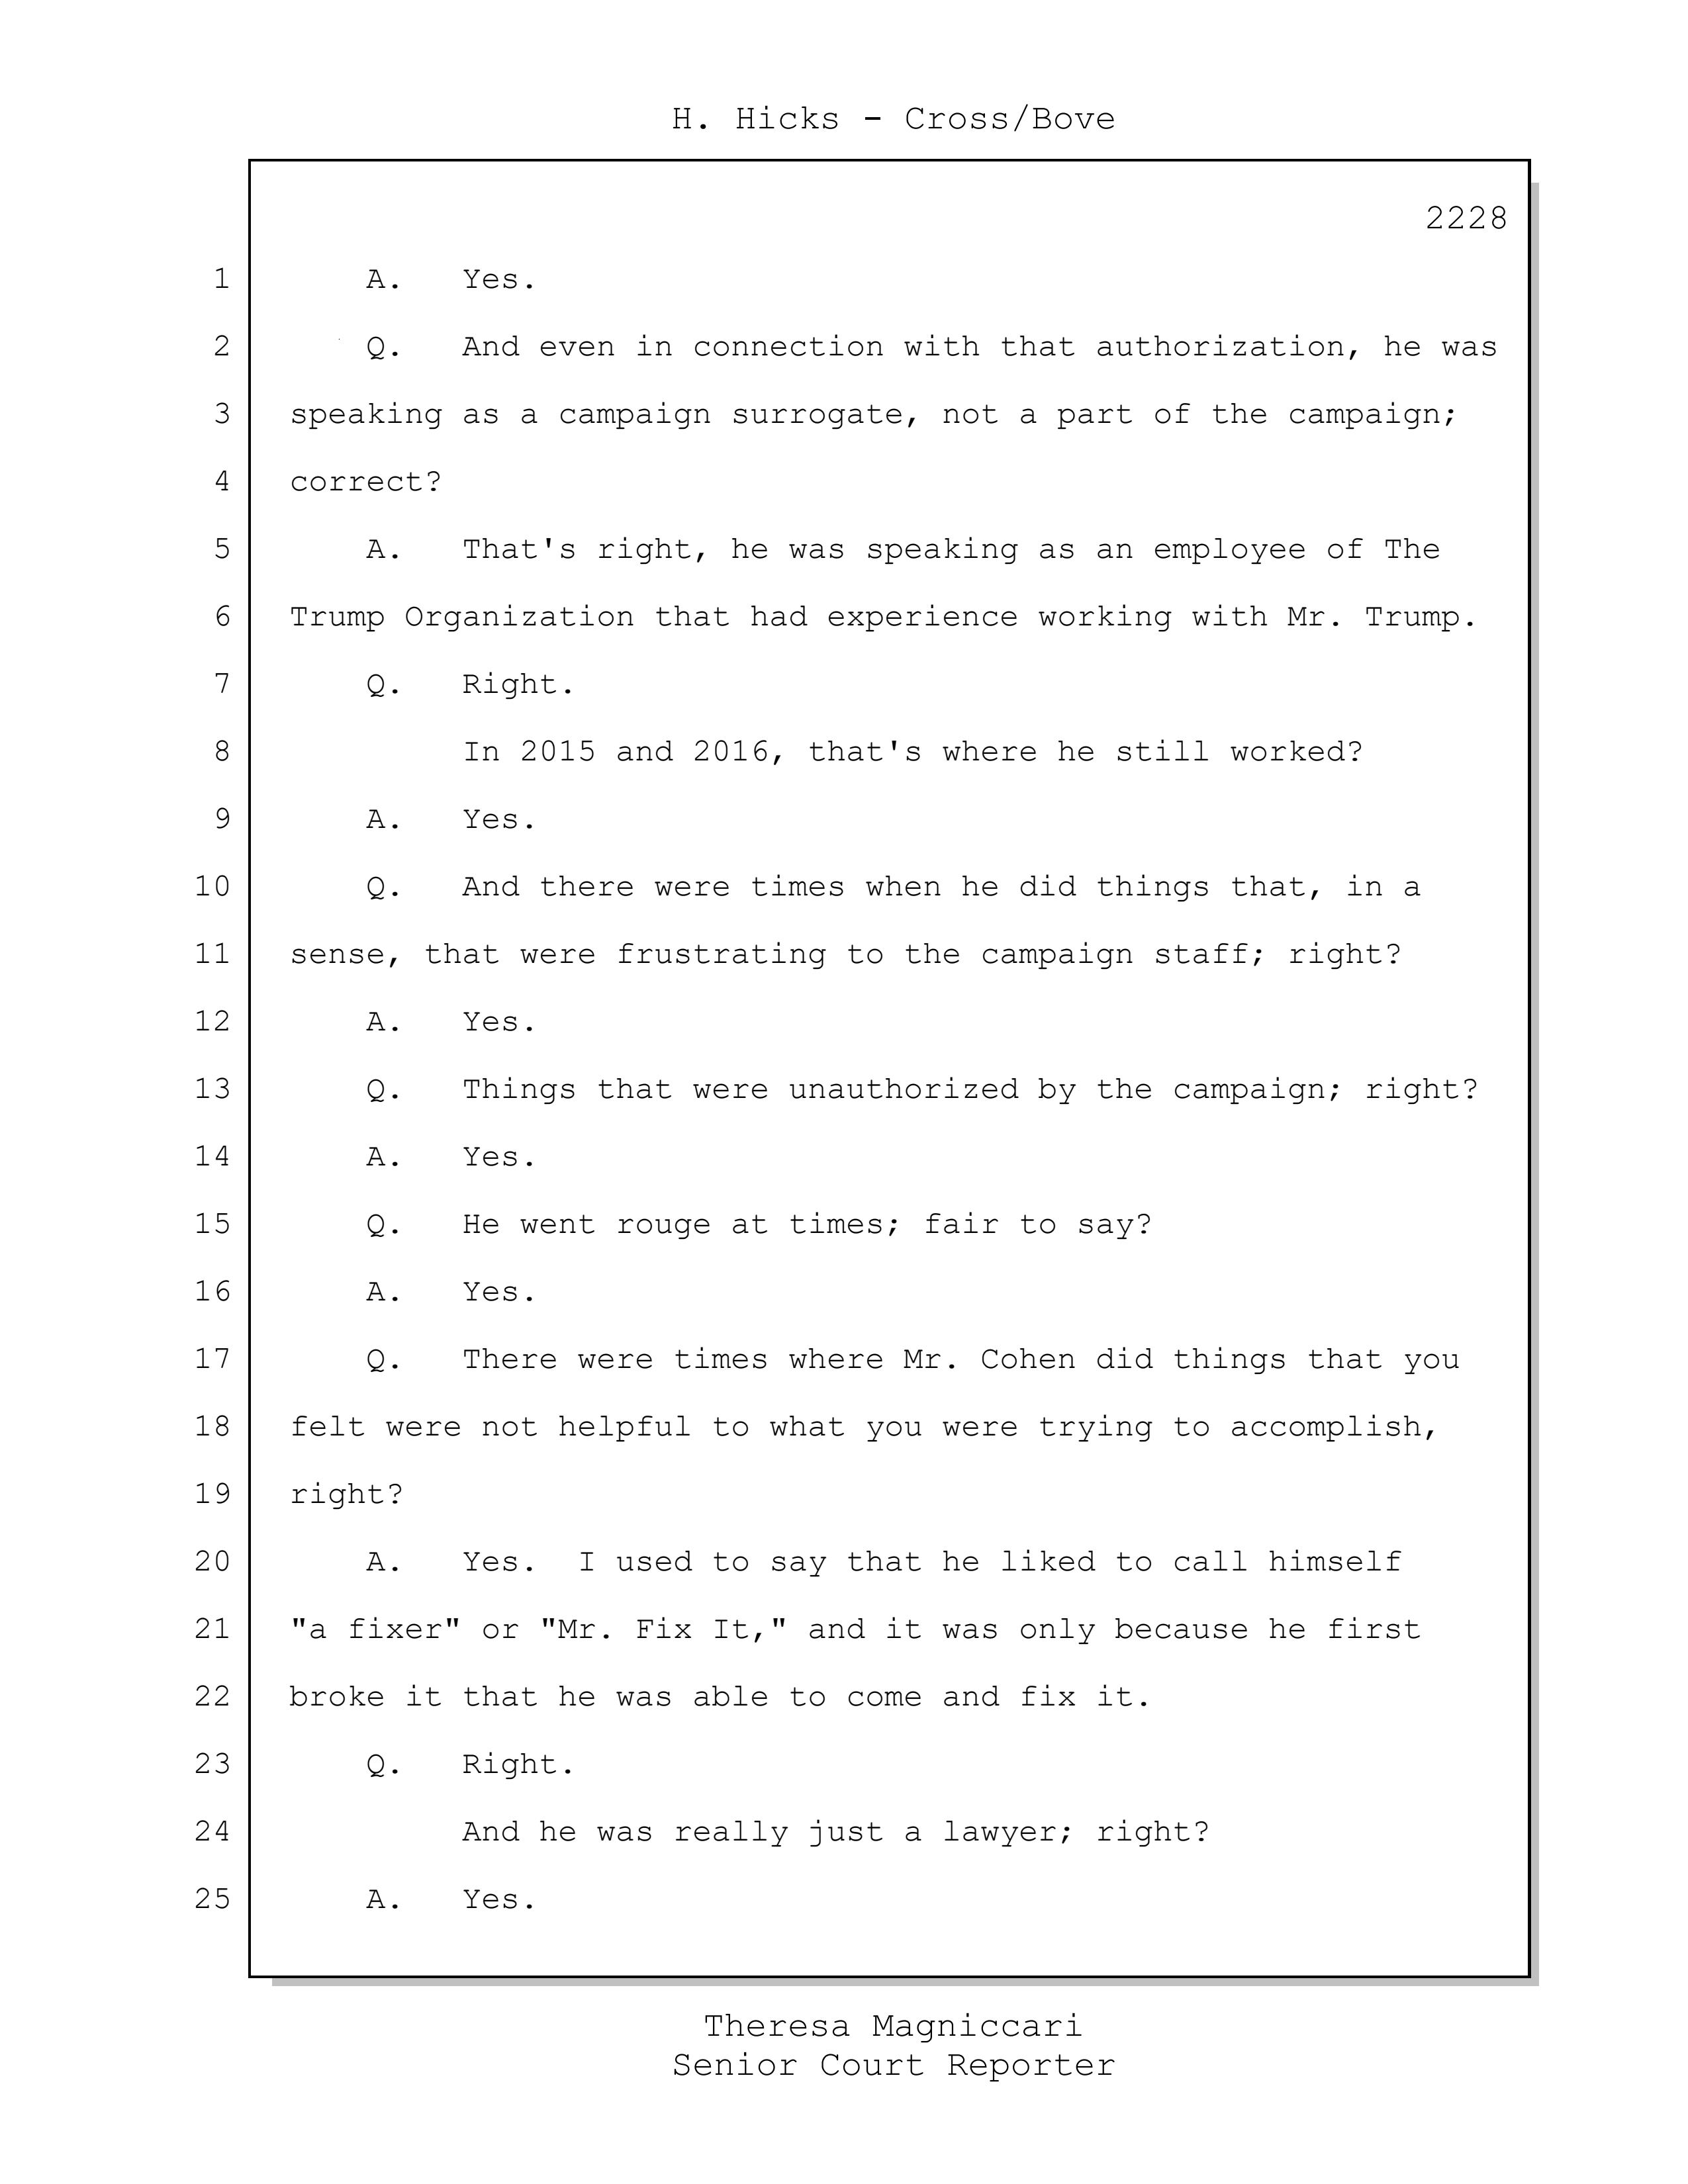 H. Hicks - Cross/Bove
2228
1 A. Yes.
2 Q. And even in connection with that authorization, he was
3 speaking as a campaign surrogate, not a part of the campaign;
4 correct?
5 A. That's right, he was speaking as an employee of The
6 Trump Organization that had experience working with Mr. Trump.
7 Q. Right.
8 In 2015 and 2016, that's where he still worked?
9 A. Yes.
10 Q. And there were times when he did things that, in a
11 sense, that were frustrating to the campaign staff; right?
12 A. Yes.
13 Q. Things that were unauthorized by the campaign; right?
14 A. Yes.
15 Q. He went rouge at times; fair to say?
16 A. Yes.
17 Q. There were times where Mr. Cohen did things that you
18 felt were not helpful to what you were trying to accomplish,
19 right?
20 A. Yes. I used to say that he liked to call himself
21 "a fixer" or "Mr. Fix It," and it was only because he first
22 broke it that he was able to come and fix it.
23 Q. Right.
24 And he was really just a lawyer; right?
25 A. Yes.
Theresa Magniccari
Senior Court Reporter